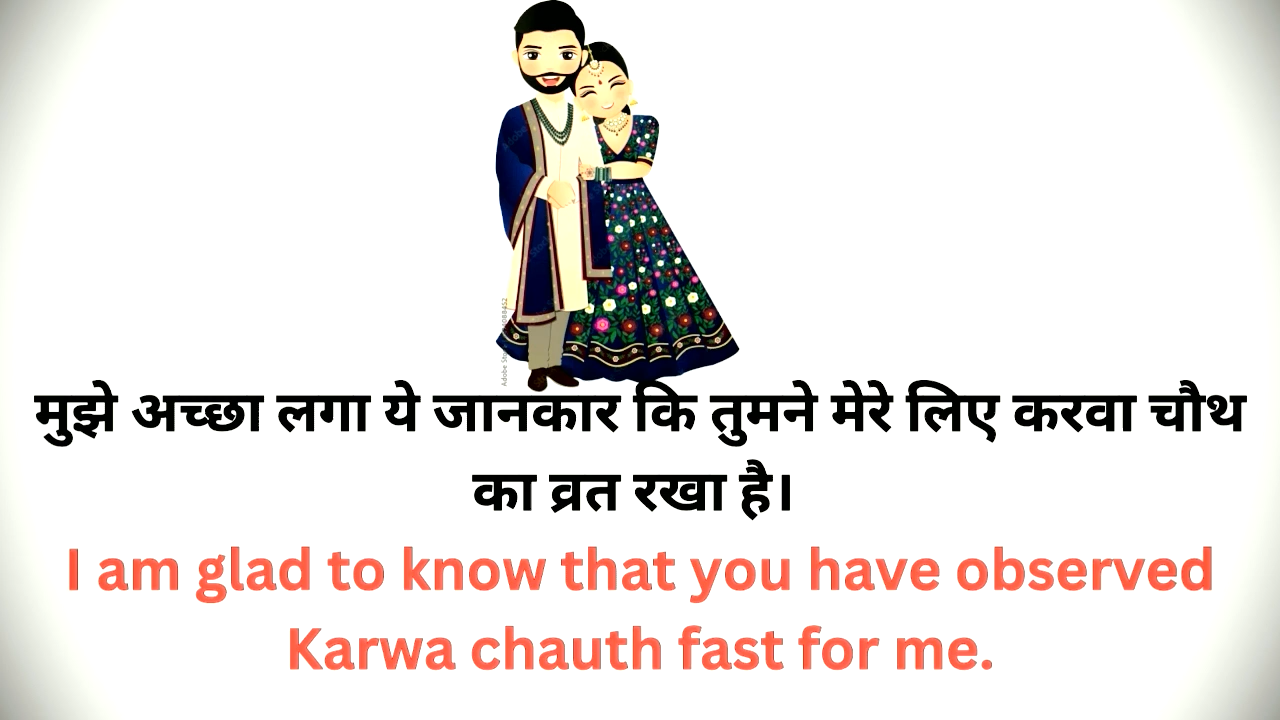 मुझे अच्छा लगा ये जानकार कि तुमने मेरे लिए करवा चौथ
का व्रत रखा है।
I am glad to know that you have observed
Karwa chauth fast for me.